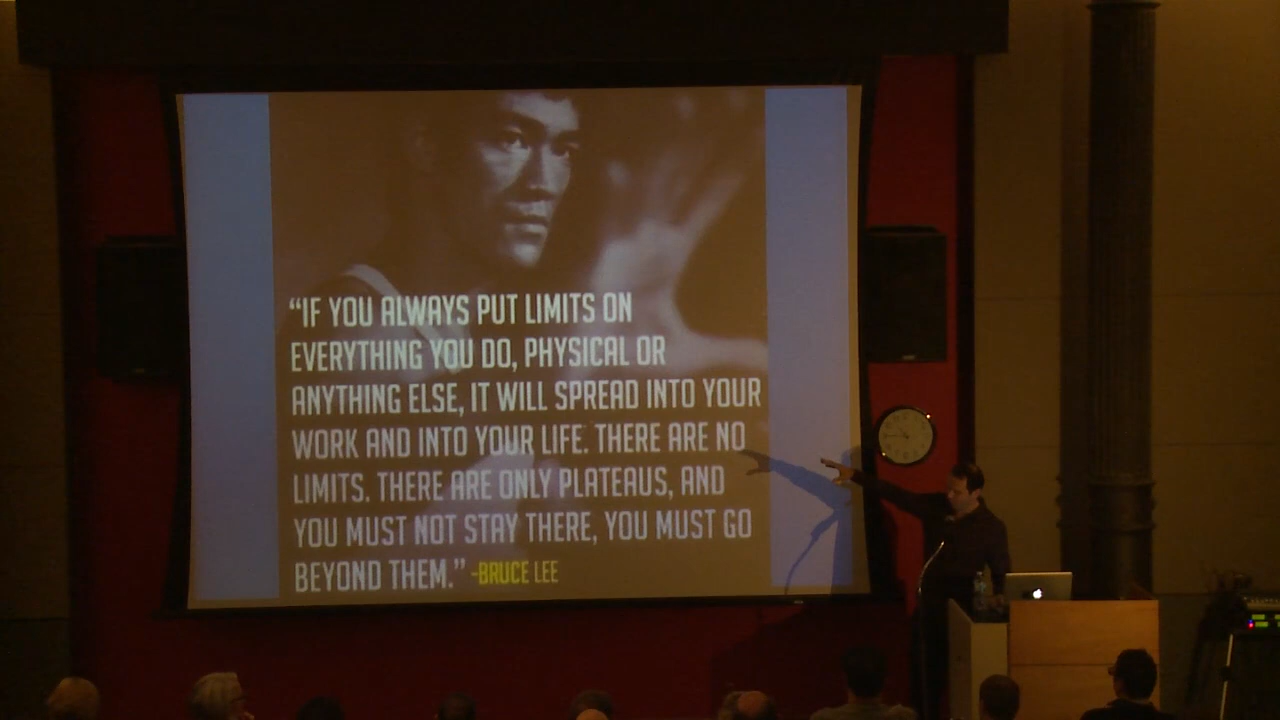 “IF YOU ALWAYS PUT LIMITS ON
EVERYTHING YOU DO, PHYSICAL OR
ANYTHING ELSE, IT WILL SPREAD INTO YOUR
WORK AND INTO YOUR LIFE. THERE ARE NO
LIMITS. THERE ARE ONLY PLATEAUS, AND
YOU MUST NOT STAY THERE, YOU MUST GO
BEYOND THEM.” -BRUCE LEE